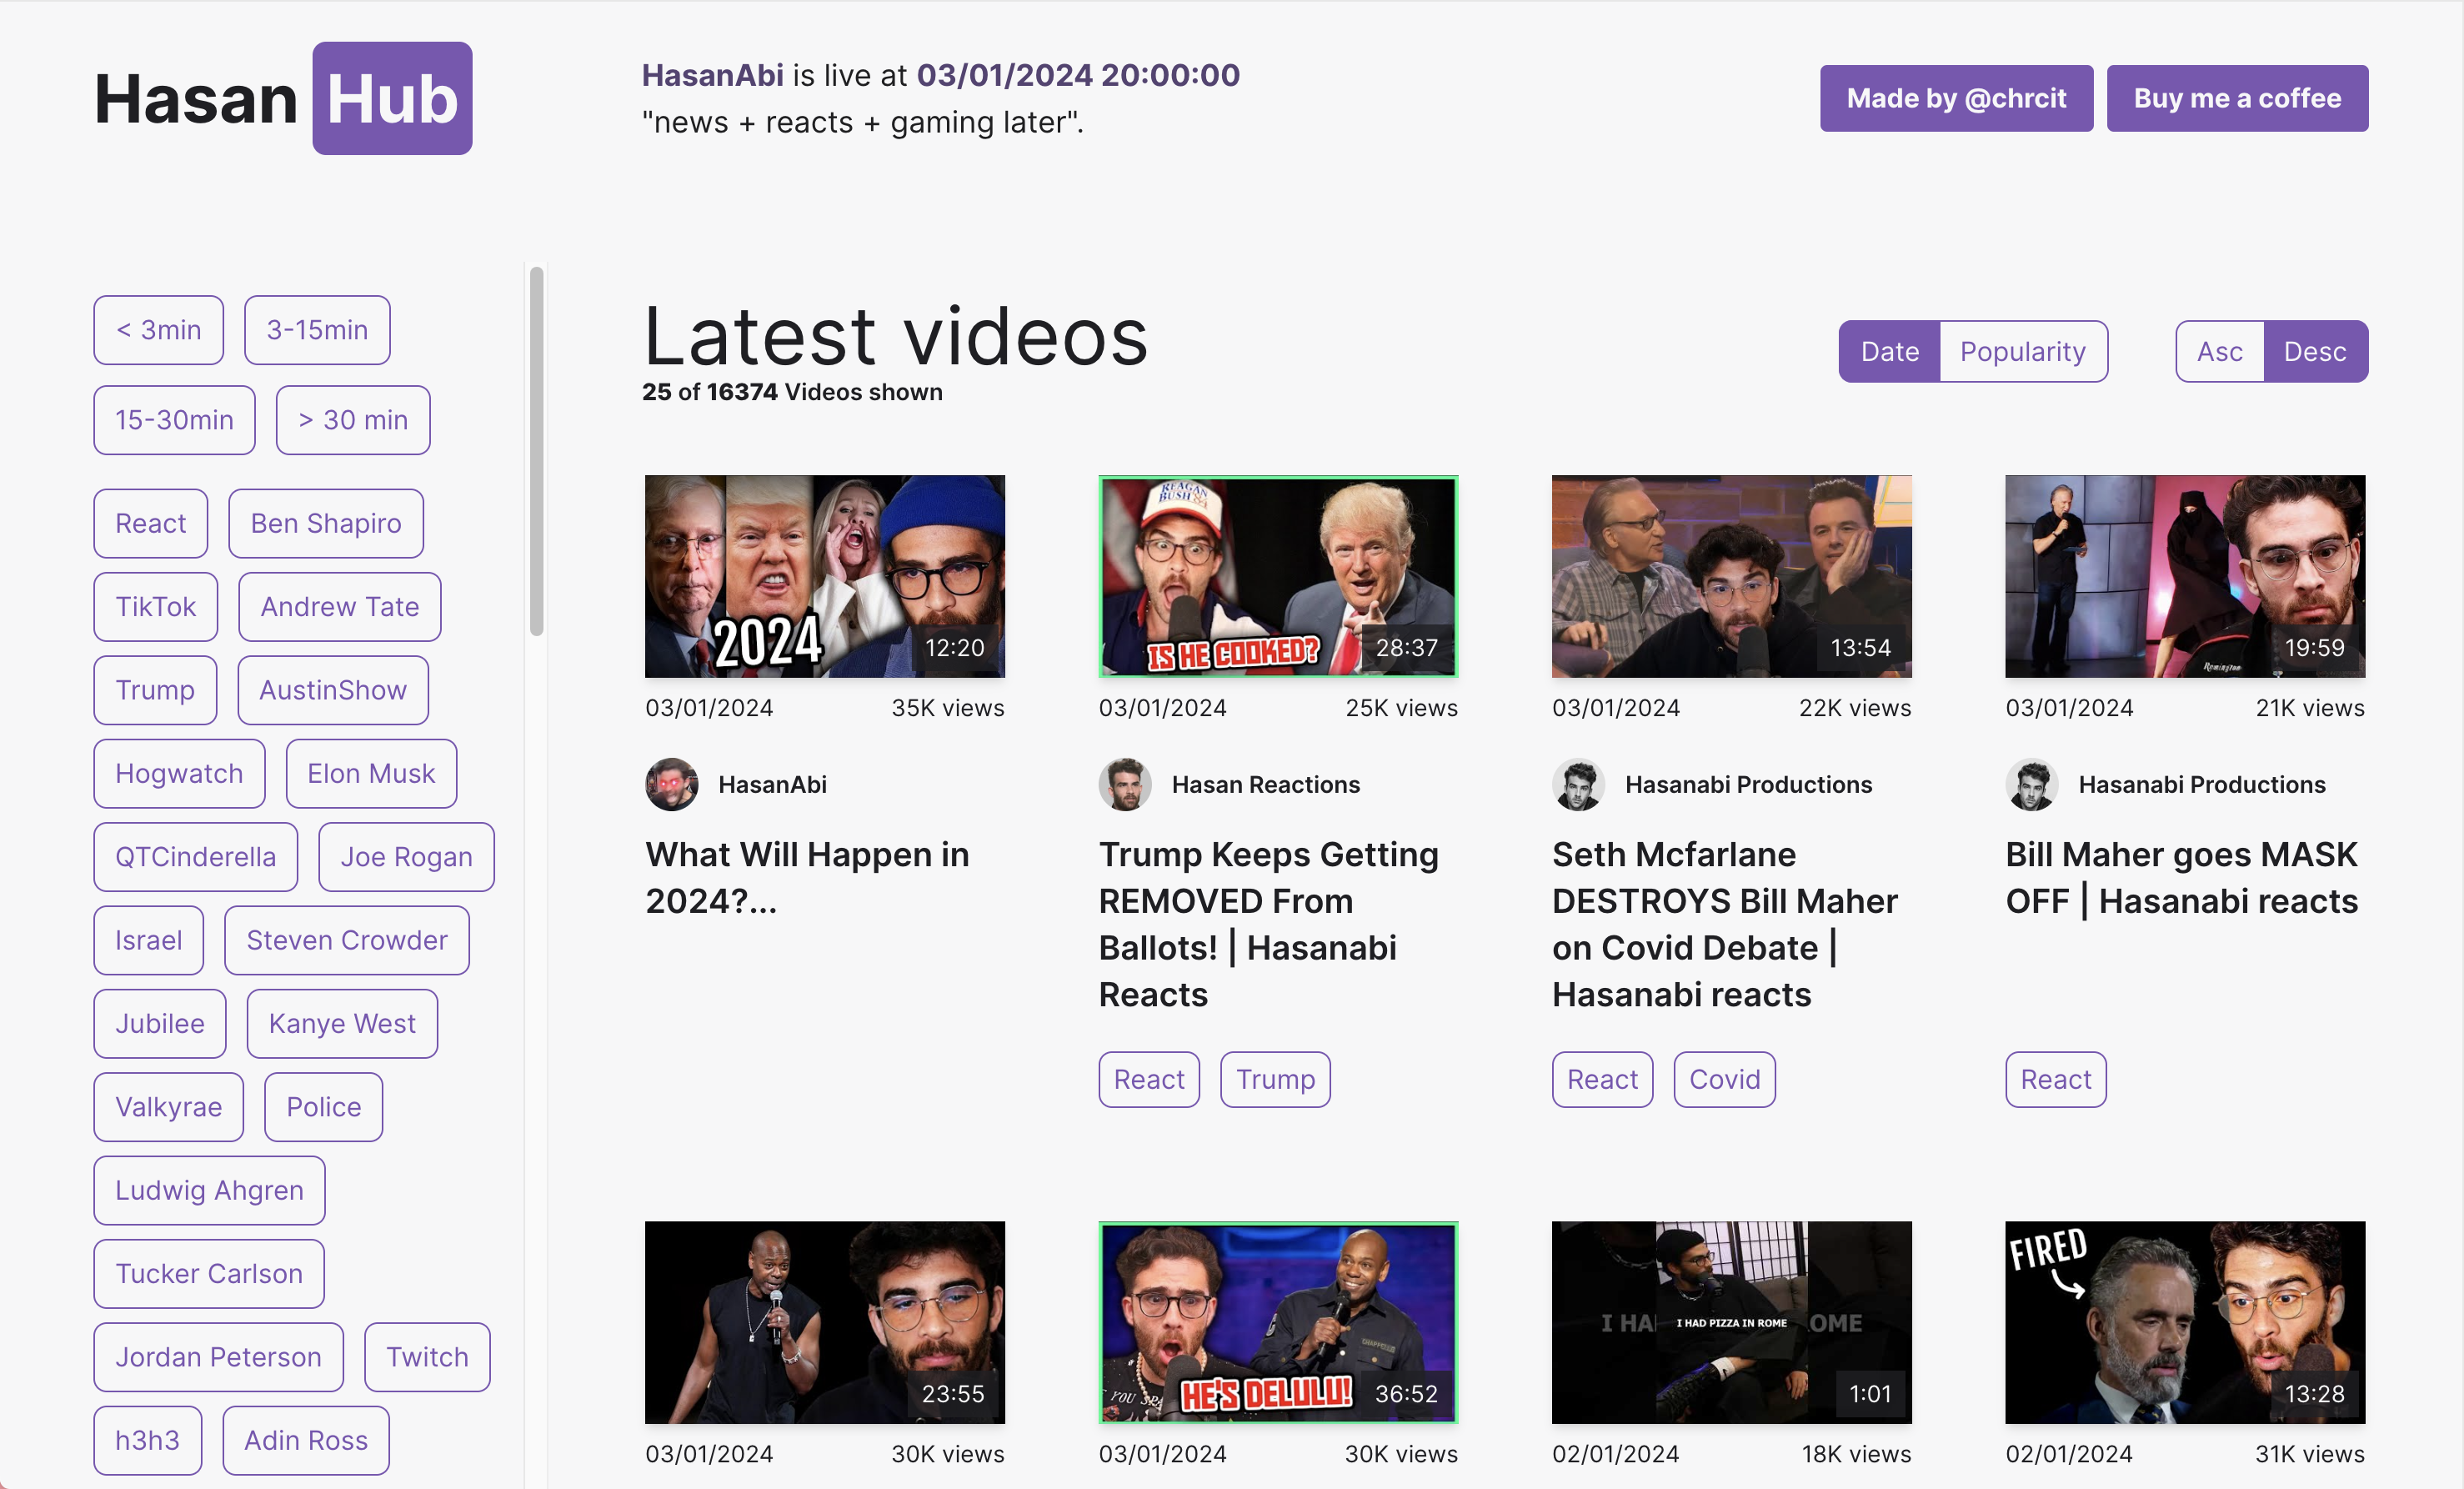 Hasan Hub
HasanAbi is live at 03/01/2024 20:00:00
"news + reacts + gaming later".
Made by @chrcit
Buy me a coffee
< 3min
3-15min
15-30min
> 30 min
React
Ben Shapiro
TikTok
Andrew Tate
Trump
AustinShow
Hogwatch
Elon Musk
QTCinderella
Joe Rogan
Israel
Steven Crowder
Jubilee
Kanye West
Valkyrae
Police
Ludwig Ahgren
Tucker Carlson
Jordan Peterson
Twitch
h3h3
Adin Ross
Latest videos
25 of 16374 Videos shown
Date
Popularity
Asc
Desc
2024
12:20
03/01/2024
35K views
HasanAbi
What Will Happen in
2024?...
REAGAN
BUSH
IS HE COOKED?
28:37
03/01/2024
25K views
Hasan Reactions
Trump Keeps Getting
REMOVED From
Ballots! | Hasanabi
Reacts
React
Trump
13:54
03/01/2024
22K views
Hasanabi Productions
Seth Mcfarlane
DESTROYS Bill Maher
on Covid Debate |
Hasanabi reacts
React
Covid
Remington
19:59
03/01/2024
21K views
Hasanabi Productions
Bill Maher goes MASK
OFF | Hasanabi reacts
React
23:55
03/01/2024
30K views
HE'S DELULU!
36:52
03/01/2024
30K views
I HA
I HAD PIZZA IN ROME
OME
1:01
02/01/2024
18K views
FIRED
13:28
02/01/2024
31K views